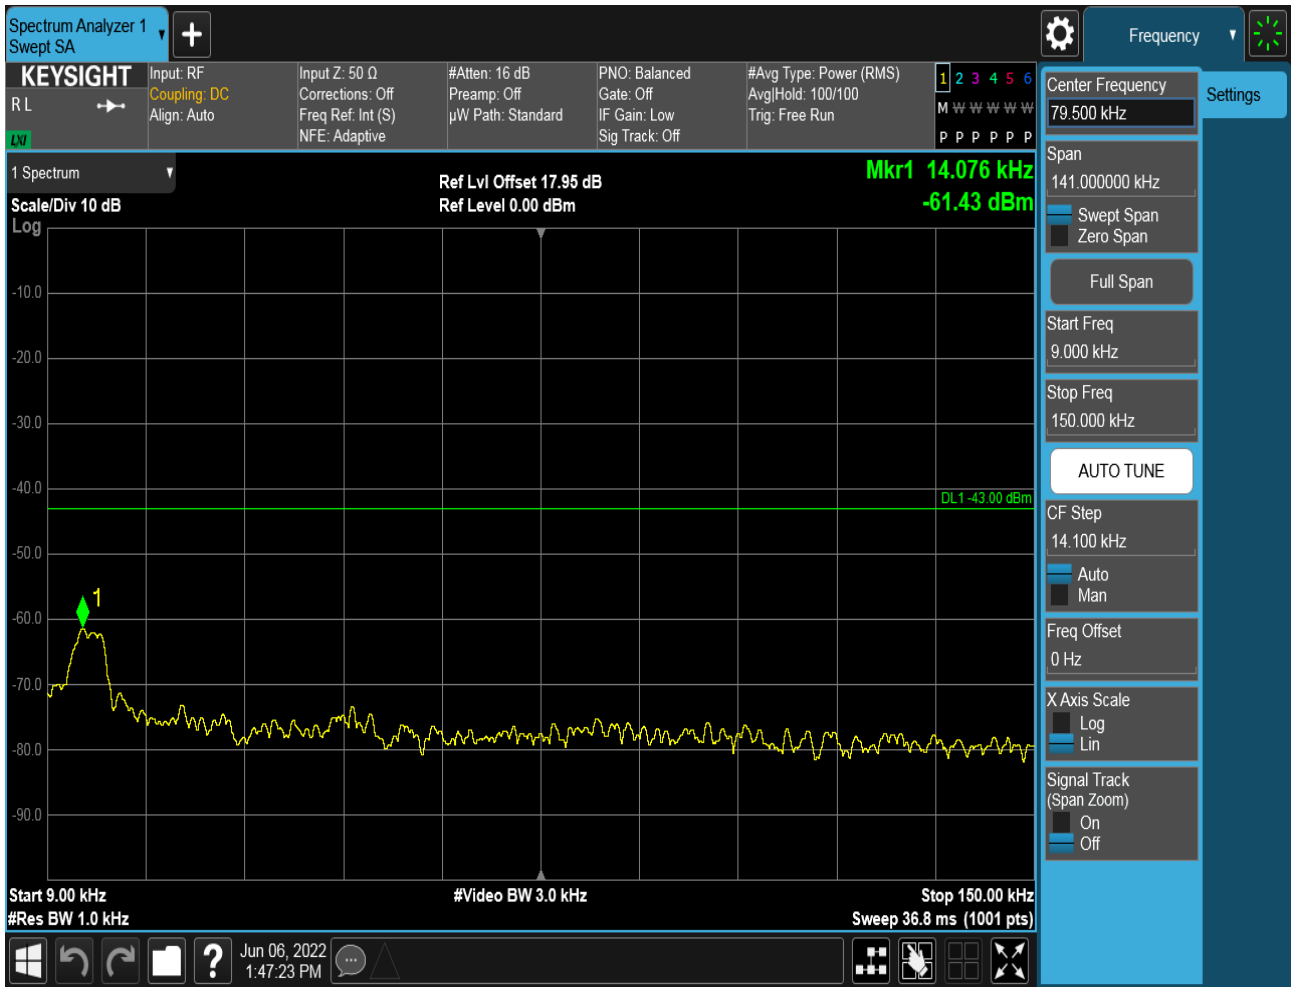 Spectrum Analyzer 1
Swept SA
Frequency
KEYSIGHT
R L
LXI
Input: RF
Coupling: DC
Align: Auto
Input Z: 50 Ω
Corrections: Off
Freq Ref: Int (S)
NFE: Adaptive
#Atten: 16 dB
Preamp: Off
µW Path: Standard
PNO: Balanced
Gate: Off
IF Gain: Low
Sig Track: Off
#Avg Type: Power (RMS)
Avg|Hold: 100/100
Trig: Free Run
1 2 3 4 5 6
M W W W W W
P P P P P P
1 Spectrum
Scale/Div 10 dB
Log
Ref Lvl Offset 17.95 dB
Ref Level 0.00 dBm
Mkr1 14.076 kHz
-61.43 dBm
-10.0
-20.0
-30.0
-40.0
DL1 -43.00 dBm
-50.0
1
-60.0
-70.0
-80.0
-90.0
Start 9.00 kHz
#Video BW 3.0 kHz
Stop 150.00 kHz
#Res BW 1.0 kHz
Sweep 36.8 ms (1001 pts)
Center Frequency
79.500 kHz
Settings
Span
141.000000 kHz
Swept Span
Zero Span
Full Span
Start Freq
9.000 kHz
Stop Freq
150.000 kHz
AUTO TUNE
CF Step
14.100 kHz
Auto
Man
Freq Offset
0 Hz
X Axis Scale
Log
Lin
Signal Track
(Span Zoom)
On
Off
?
Jun 06, 2022
1:47:23 PM